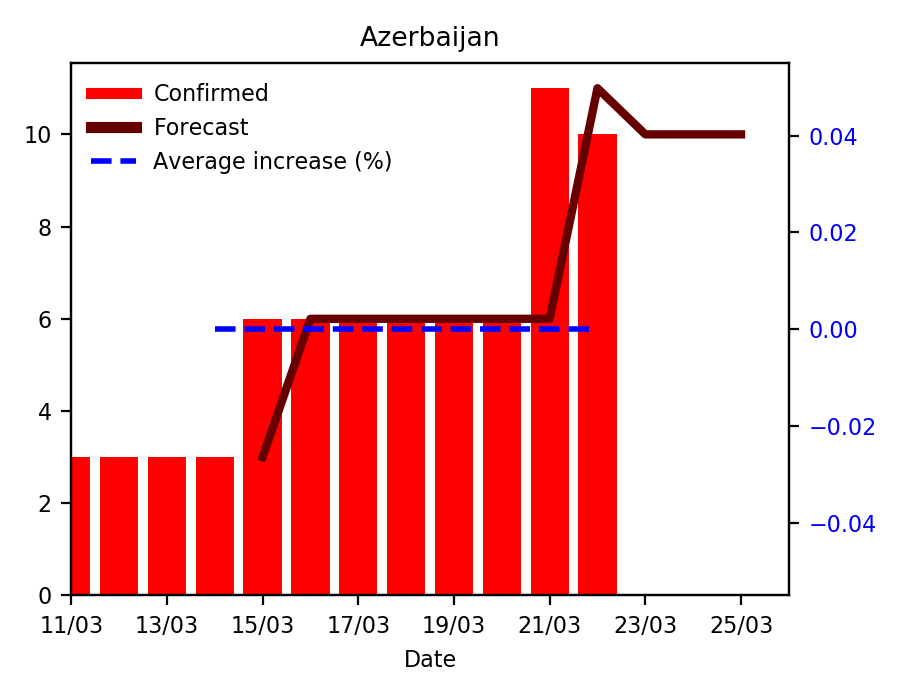 Azerbaijan
Confirmed
Forecast
Average increase (%)
10
8
6
4
2
0
0.04
0.02
0.00
−0.02
−0.04
11/03 13/03 15/03 17/03 19/03 21/03 23/03 25/03
Date